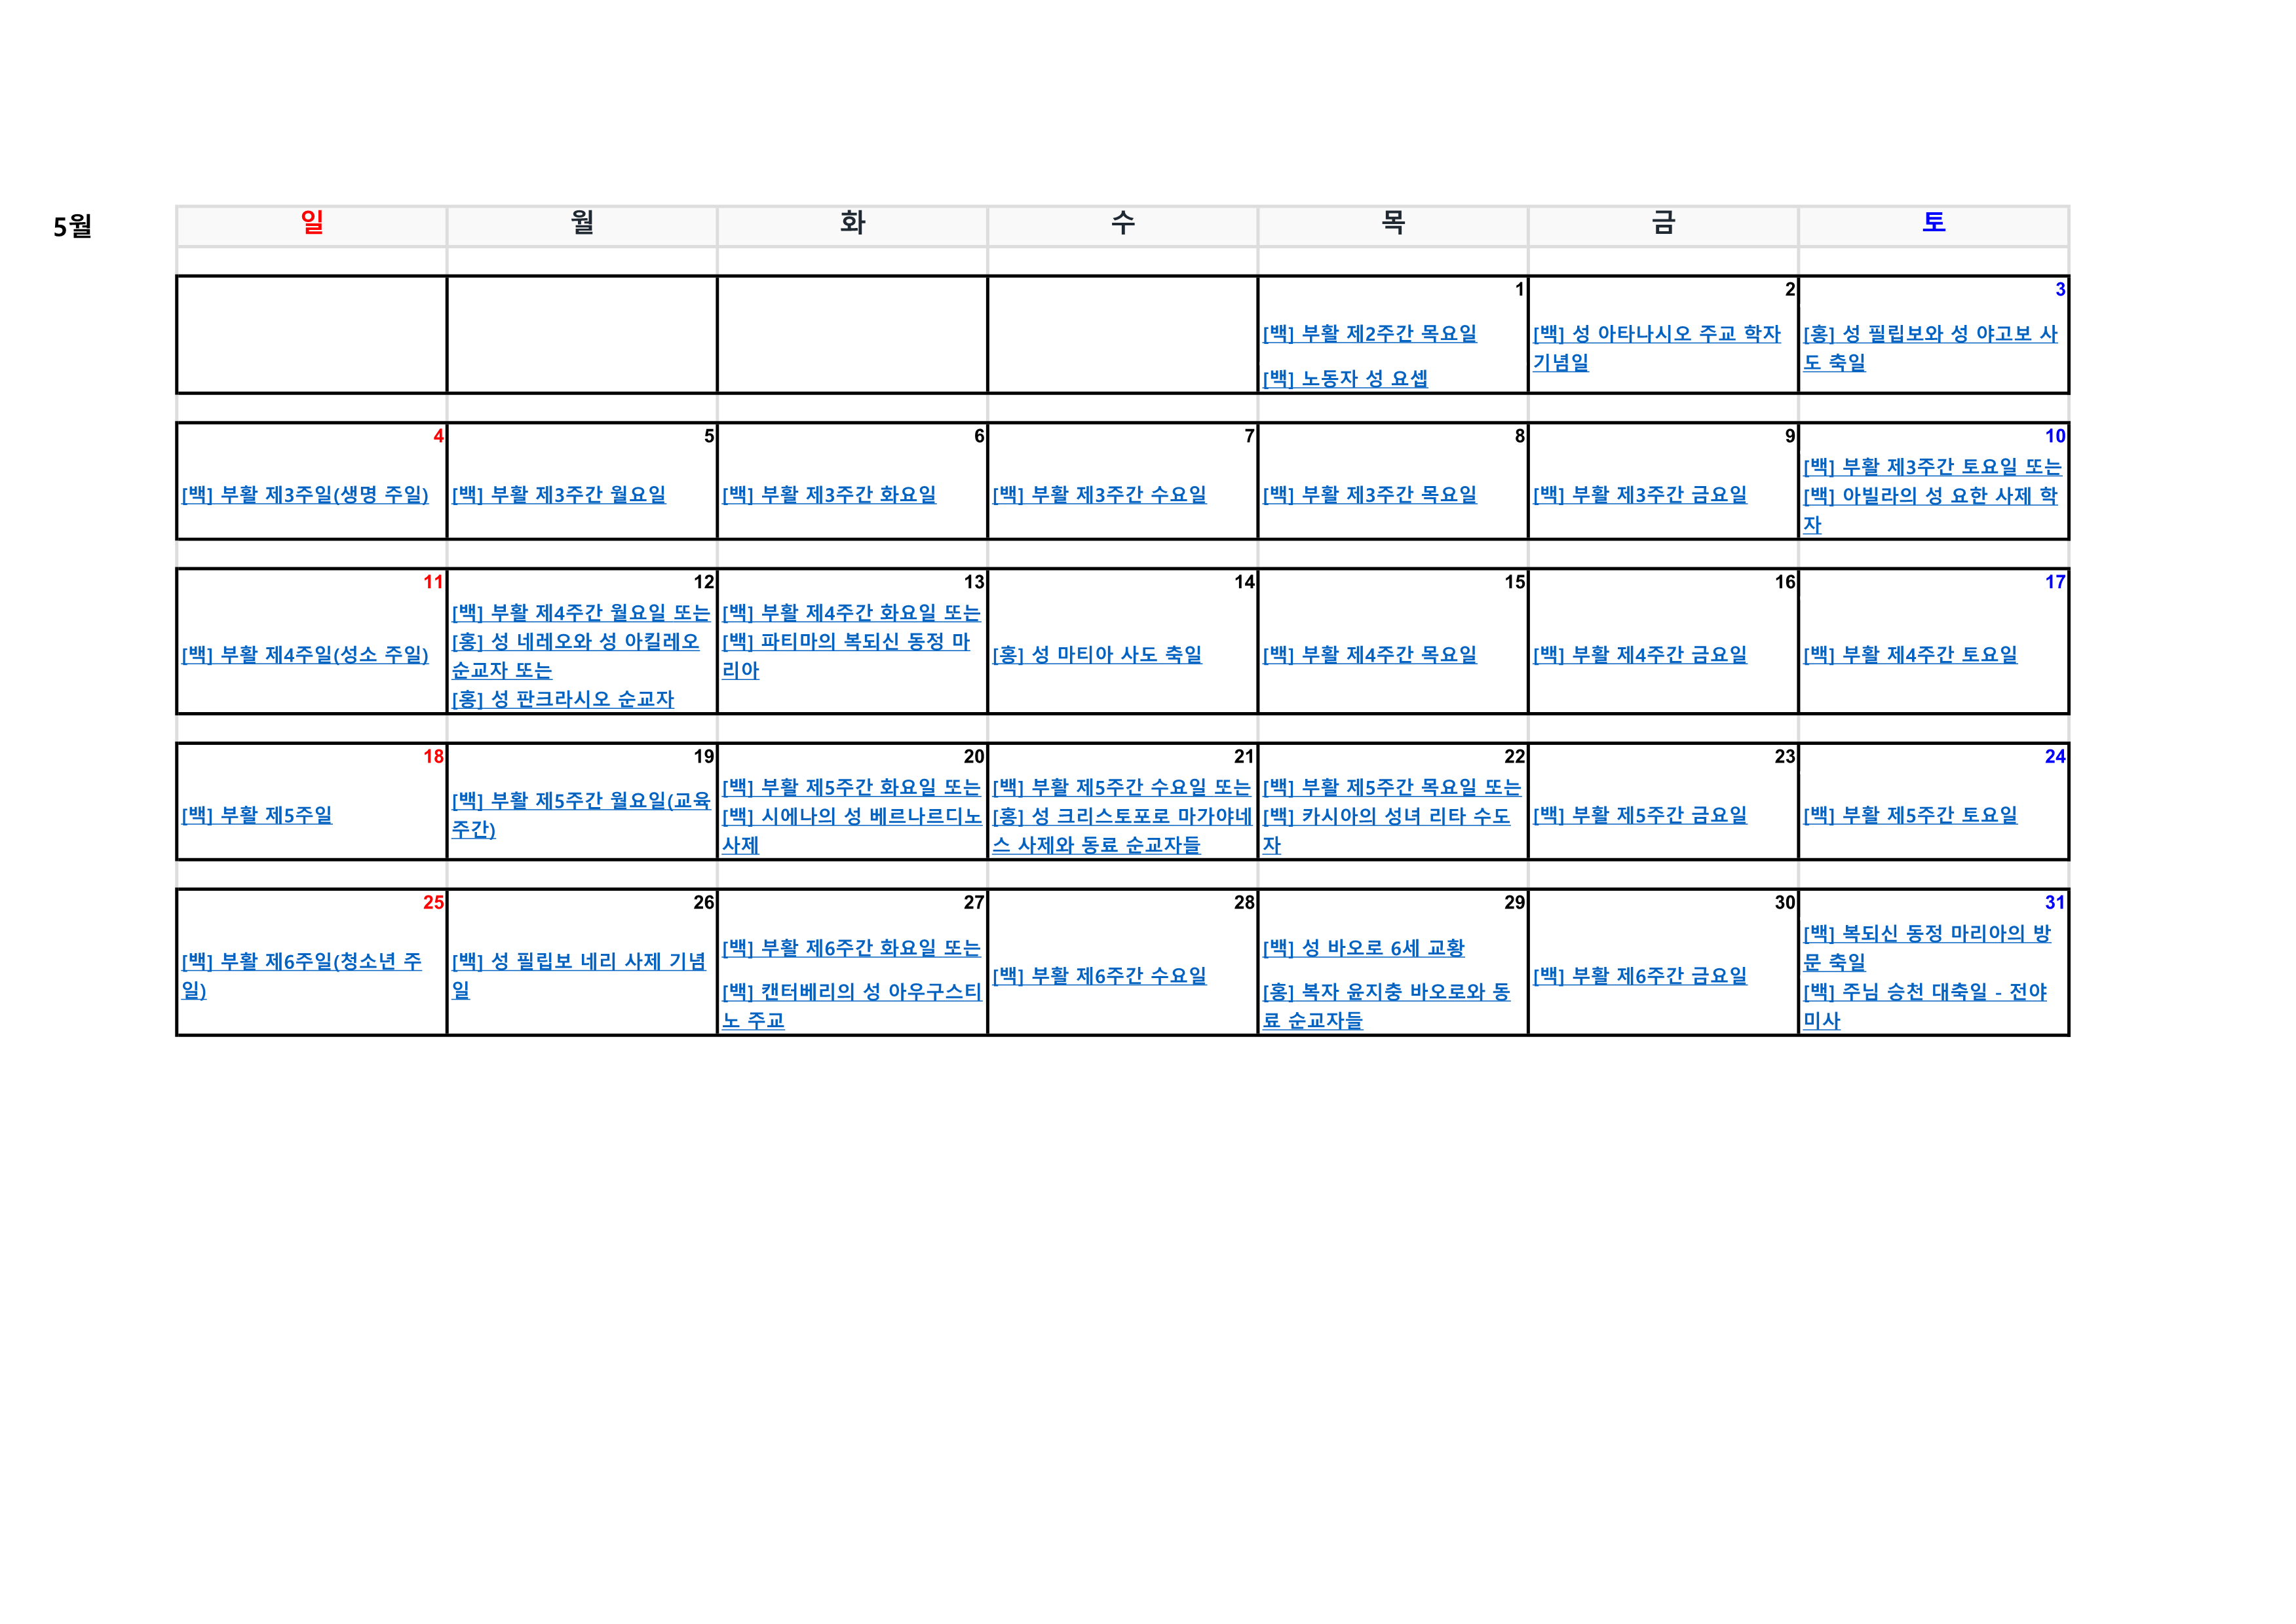 5월
일 월 화 수 목 금 토
1
[백] 부활 제2주간 목요일
[백] 노동자 성 요셉
2
[백] 성 아타나시오 주교 학자
기념일
3
[홍] 성 필립보와 성 야고보 사
도 축일
4
[백] 부활 제3주일(생명 주일)
5
[백] 부활 제3주간 월요일
6
[백] 부활 제3주간 화요일
7
[백] 부활 제3주간 수요일
8
[백] 부활 제3주간 목요일
9
[백] 부활 제3주간 금요일
10
[백] 부활 제3주간 토요일 또는
[백] 아빌라의 성 요한 사제 학
자
11
[백] 부활 제4주일(성소 주일)
12
[백] 부활 제4주간 월요일 또는
[홍] 성 네레오와 성 아킬레오
순교자 또는
[홍] 성 판크라시오 순교자
13
[백] 부활 제4주간 화요일 또는
[백] 파티마의 복되신 동정 마
리아
14
[홍] 성 마티아 사도 축일
15
[백] 부활 제4주간 목요일
16
[백] 부활 제4주간 금요일
17
[백] 부활 제4주간 토요일
18
[백] 부활 제5주일
19
[백] 부활 제5주간 월요일(교육
주간)
20
[백] 부활 제5주간 화요일 또는
[백] 시에나의 성 베르나르디노
사제
21
[백] 부활 제5주간 수요일 또는
[홍] 성 크리스토포로 마가야네
스 사제와 동료 순교자들
22
[백] 부활 제5주간 목요일 또는
[백] 카시아의 성녀 리타 수도
자
23
[백] 부활 제5주간 금요일
24
[백] 부활 제5주간 토요일
25
[백] 부활 제6주일(청소년 주
일)
26
[백] 성 필립보 네리 사제 기념
일
27
[백] 부활 제6주간 화요일 또는
[백] 캔터베리의 성 아우구스티
노 주교
28
[백] 부활 제6주간 수요일
29
[백] 성 바오로 6세 교황
[홍] 복자 윤지충 바오로와 동
료 순교자들
30
[백] 부활 제6주간 금요일
31
[백] 복되신 동정 마리아의 방
문 축일
[백] 주님 승천 대축일 - 전야
미사